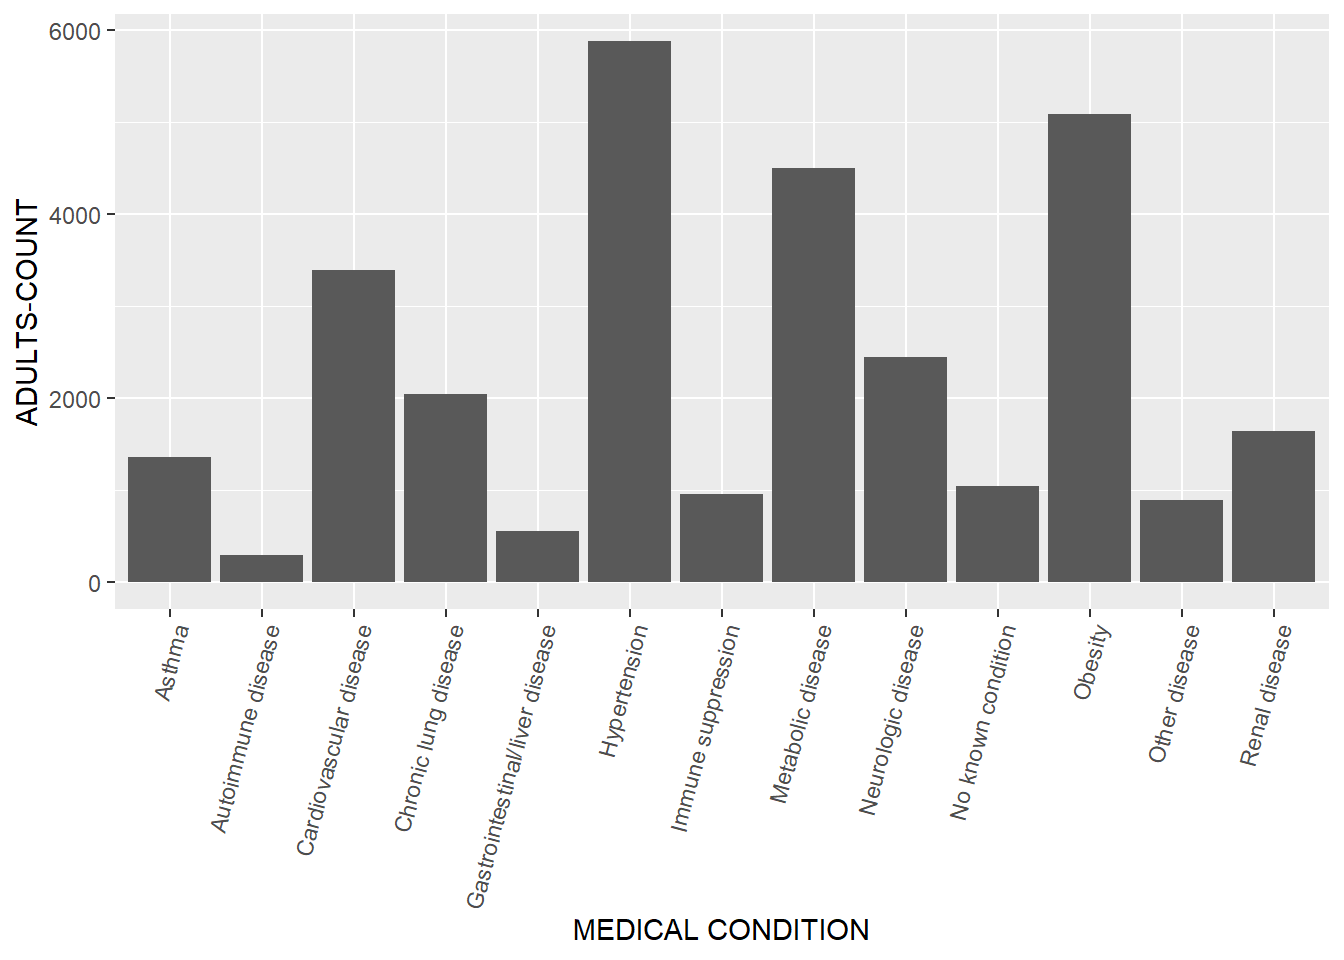 6000
4000
2000
0
ADULTS-COUNT
Asthma
Autoimmune disease
Cardiovascular disease
Chronic lung disease
Gastrointestinal/liver disease
Hypertension
Immune suppression
Metabolic disease
Neurologic disease
No known condition
Obesity
Other disease
Renal disease
MEDICAL CONDITION